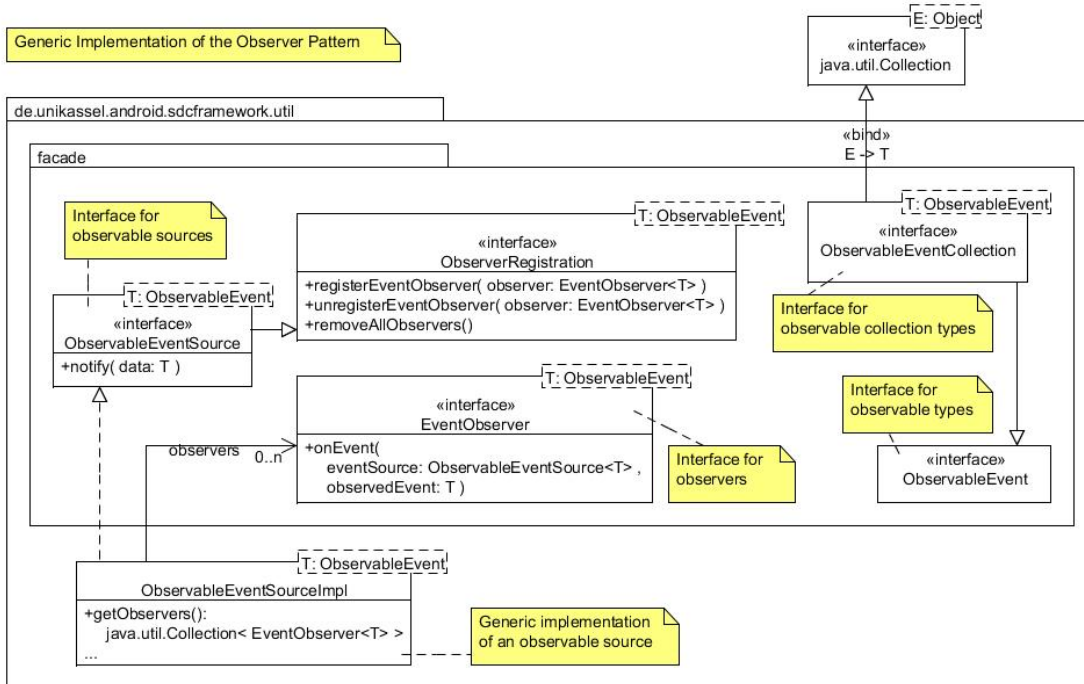 Generic Implementation of the Observer Pattern
E: Object
«interface»
java.util.Collection
de.unikassel.android.sdcframework.util
«bind»
E -> T
facade
Interface for
observable sources
T: ObservableEvent
«interface»
ObserverRegistration
+registerEventObserver( observer: EventObserver<T> )
+unregisterEventObserver( observer: EventObserver<T> )
+removeAllObservers()
T: ObservableEvent
«interface»
ObservableEventCollection
T: ObservableEvent
«interface»
ObservableEventSource
+notify( data: T )
Interface for
observable collection types
T: ObservableEvent
«interface»
EventObserver
+onEvent(
eventSource: ObservableEventSource<T> ,
observedEvent: T )
Interface for
observable types
observers
0..n
Interface for
observers
«interface»
ObservableEvent
T: ObservableEvent
ObservableEventSourceImpl
+getObservers():
java.util.Collection< EventObserver<T> >
...
Generic implementation
of an observable source